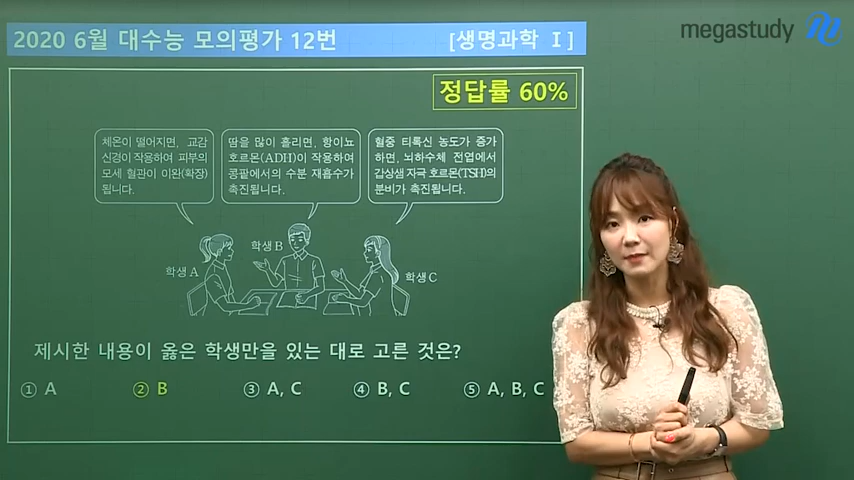 2020 6월 대수능 모의평가 12번 [생명과학 Ⅰ]
megastudy
정답률 60%
체온이 떨어지면, 교감
신경이 작용하여 피부의
모세 혈관이 이완(확장)
됩니다.
땀을 많이 흘리면, 항이뇨
호르몬(ADH)이 작용하여
콩팥에서의 수분 재흡수가
촉진됩니다.
혈중 티록신 농도가 증가
하면, 뇌하수체 전엽에서
갑상샘 자극 호르몬(TSH)의
분비가 촉진됩니다.
학생 A
학생 B
학생 C
제시한 내용이 옳은 학생만을 있는 대로 고른 것은?
① A ② B ③ A, C ④ B, C ⑤ A, B, C